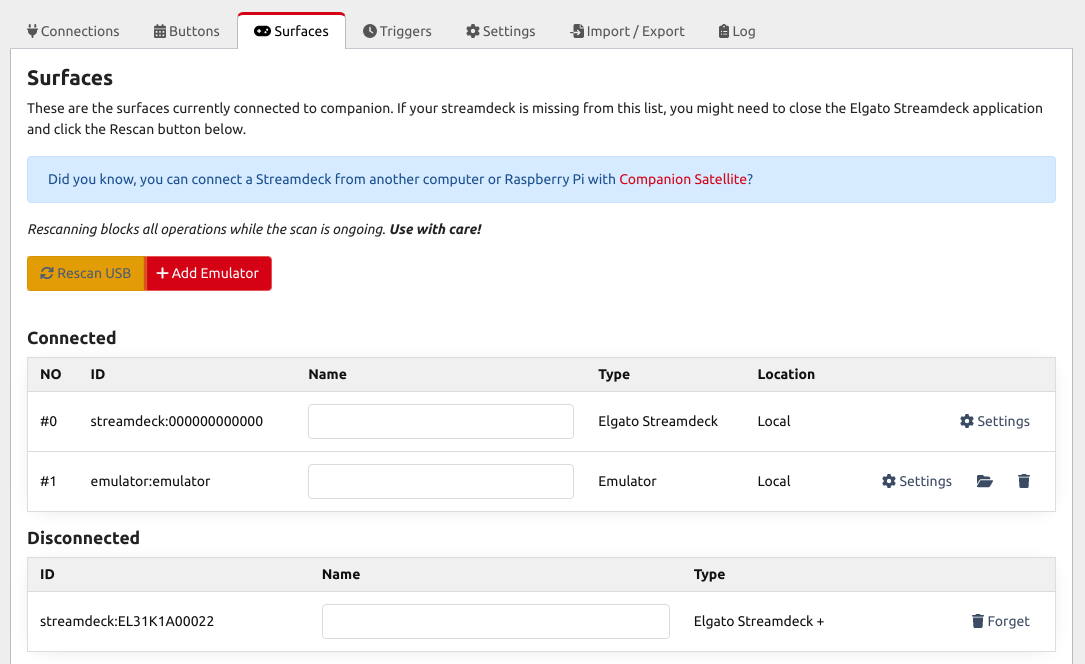 Connections Buttons Surfaces Triggers Settings Import / Export Log
Surfaces
These are the surfaces currently connected to companion. If your streamdeck is missing from this list, you might need to close the Elgato Streamdeck application
and click the Rescan button below.
Did you know, you can connect a Streamdeck from another computer or Raspberry Pi with Companion Satellite?
Rescanning blocks all operations while the scan is ongoing. Use with care!
Rescan USB Add Emulator
Connected
NO ID Name Type Location
#0 streamdeck:000000000000 Elgato Streamdeck Local Settings
#1 emulator:emulator Emulator Local Settings
Disconnected
ID Name Type
streamdeck:EL31K1A00022 Elgato Streamdeck + Forget